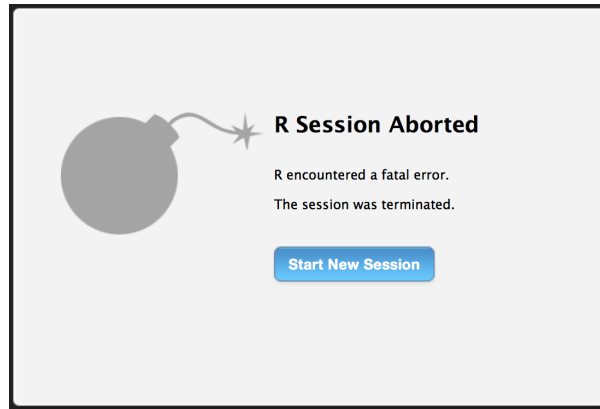 R Session Aborted
R encountered a fatal error.
The session was terminated.
Start New Session